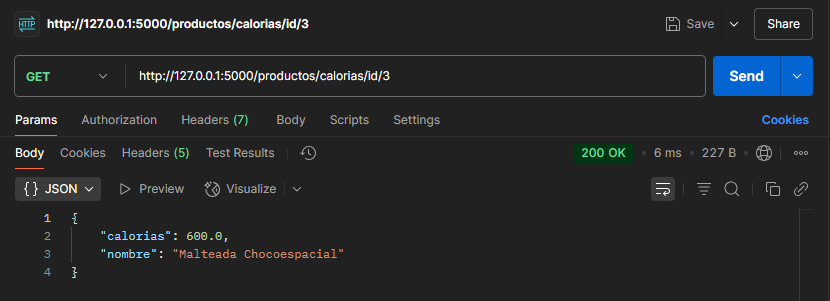 HTTP http://127.0.0.1:5000/productos/calorias/id/3 Save Share
GET http://127.0.0.1:5000/productos/calorias/id/3 Send
Params Authorization Headers (7) Body Scripts Settings Cookies
Body Cookies Headers (5) Test Results 200 OK • 6 ms • 227 B
{} JSON Preview Visualize
1 {
2 "calorias": 600.0,
3 "nombre": "Malteada Chocoespacial"
4 }